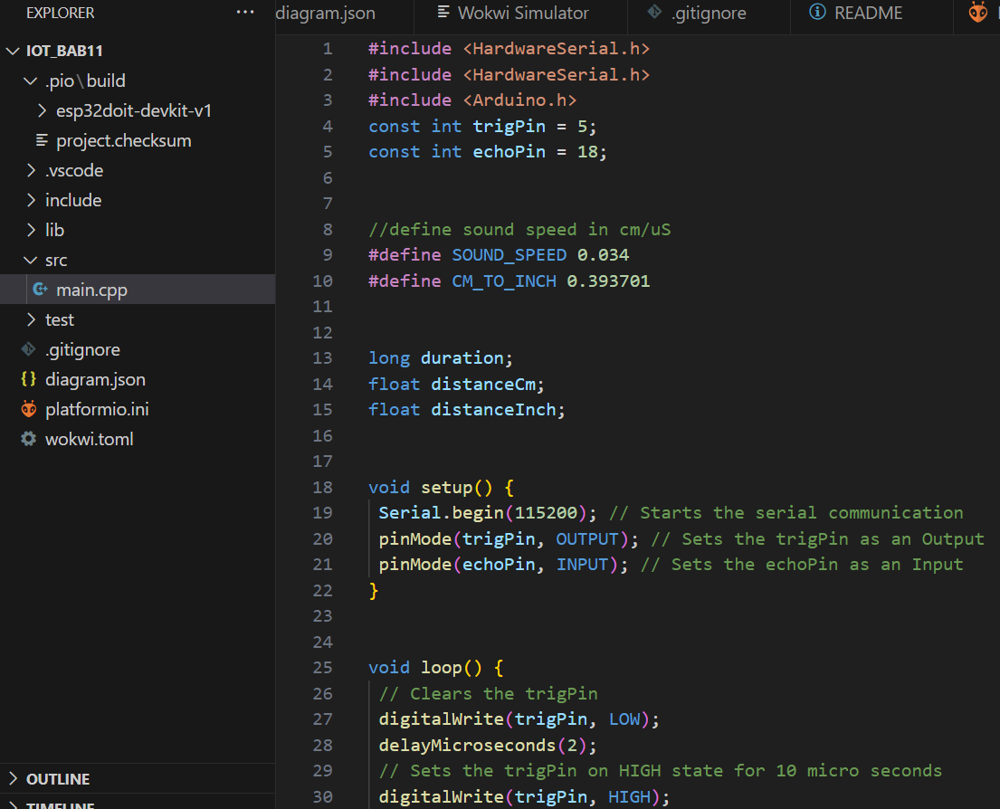 EXPLORER
IOT_BAB11
.pio\build
esp32doit-devkit-v1
project.checksum
.vscode
include
lib
src
main.cpp
test
.gitignore
diagram.json
platformio.ini
wokwi.toml
OUTLINE
TIMELINE
diagram.json
Wokwi Simulator
.gitignore
README
1 #include <HardwareSerial.h>
2 #include <HardwareSerial.h>
3 #include <Arduino.h>
4 const int trigPin = 5;
5 const int echoPin = 18;
6
7
8 //define sound speed in cm/uS
9 #define SOUND_SPEED 0.034
10 #define CM_TO_INCH 0.393701
11
12
13 long duration;
14 float distanceCm;
15 float distanceInch;
16
17
18 void setup() {
19 Serial.begin(115200); // Starts the serial communication
20 pinMode(trigPin, OUTPUT); // Sets the trigPin as an Output
21 pinMode(echoPin, INPUT); // Sets the echoPin as an Input
22 }
23
24
25 void loop() {
26 // Clears the trigPin
27 digitalWrite(trigPin, LOW);
28 delayMicroseconds(2);
29 // Sets the trigPin on HIGH state for 10 micro seconds
30 digitalWrite(trigPin, HIGH);